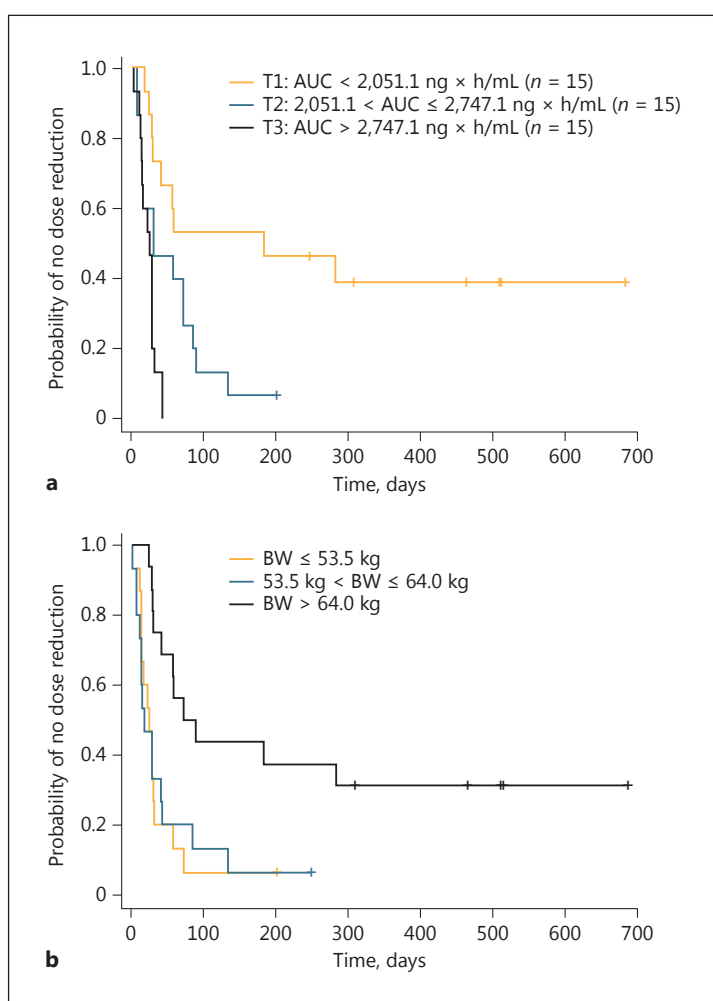 T1: AUC < 2,051.1 ng × h/mL (n = 15)
T2: 2,051.1 < AUC ≤ 2,747.1 ng × h/mL (n = 15)
T3: AUC > 2,747.1 ng × h/mL (n = 15)
Probability of no dose reduction
1.0
0.8
0.6
0.4
0.2
0
0 100 200 300 400 500 600 700
Time, days
a
BW ≤ 53.5 kg
53.5 kg < BW ≤ 64.0 kg
BW > 64.0 kg
Probability of no dose reduction
1.0
0.8
0.6
0.4
0.2
0
0 100 200 300 400 500 600 700
Time, days
b